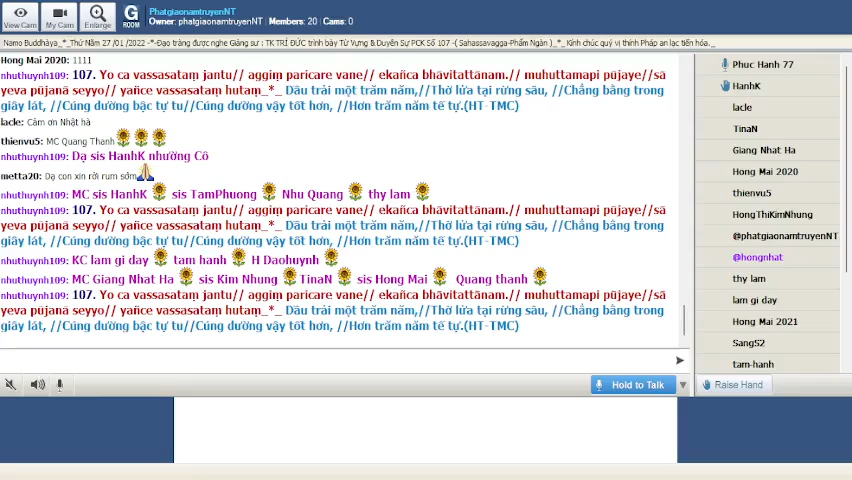 PhatgiaonamtruyenNT
Owner: phatgiaonamtruyenNT | Members: 20 | Cams: 0
View Cam
My Cam
Enlarge
G
ROOM
Namo Buddhàya_*_Thứ Năm 27 /01 /2022 -*-Đạo tràng được nghe Giảng sư : TK TRÍ ĐỨC trình bày Từ Vựng & Duyên Sự PCK Số 107 -( Sahassavagga-Phẩm Ngàn )_*_ Kính chúc quý vị thính Pháp an lạc tiến hóa._
Hong Mai 2020: 1111
nhuthuynh109: 107. Yo ca vassasataṃ jantu// aggiṃ paricare vane// ekañca bhāvitattānaṃ.// muhuttamapi pūjaye//sā
yeva pūjanā seyyo// yañce vassasataṃ hutaṃ_*_ Dầu trải một trăm năm,//Thờ lửa tại rừng sâu, //Chẳng bằng trong
giây lát, //Cúng dường bậc tự tu//Cúng dường vậy tốt hơn, //Hơn trăm năm tế tự.(HT-TMC)
lacle: Cảm ơn Nhật hà
thienvu5: MC Quang Thanh
nhuthuynh109: Dạ sis HanhK nhường Cô
metta20: Dạ con xin rời rum sớm
nhuthuynh109: MC sis HanhK sis TamPhuong Nhu Quang thy lam
nhuthuynh109: 107. Yo ca vassasataṃ jantu// aggiṃ paricare vane// ekañca bhāvitattānaṃ.// muhuttamapi pūjaye//sā
yeva pūjanā seyyo// yañce vassasataṃ hutaṃ_*_ Dầu trải một trăm năm,//Thờ lửa tại rừng sâu, //Chẳng bằng trong
giây lát, //Cúng dường bậc tự tu//Cúng dường vậy tốt hơn, //Hơn trăm năm tế tự.(HT-TMC)
nhuthuynh109: KC lam gi day tam hanh H Daohuynh
nhuthuynh109: MC Giang Nhat Ha sis Kim Nhung TinaN sis Hong Mai Quang thanh
nhuthuynh109: 107. Yo ca vassasataṃ jantu// aggiṃ paricare vane// ekañca bhāvitattānaṃ.// muhuttamapi pūjaye//sā
yeva pūjanā seyyo// yañce vassasataṃ hutaṃ_*_ Dầu trải một trăm năm,//Thờ lửa tại rừng sâu, //Chẳng bằng trong
giây lát, //Cúng dường bậc tự tu//Cúng dường vậy tốt hơn, //Hơn trăm năm tế tự.(HT-TMC)
Hold to Talk
Phuc Hanh 77
HanhK
lacle
TinaN
Giang Nhat Ha
Hong Mai 2020
thienvu5
HongThiKimNhung
@phatgiaonamtruyenNT
@hongnhat
thy lam
lam gi day
Hong Mai 2021
SangS2
tam-hanh
Raise Hand